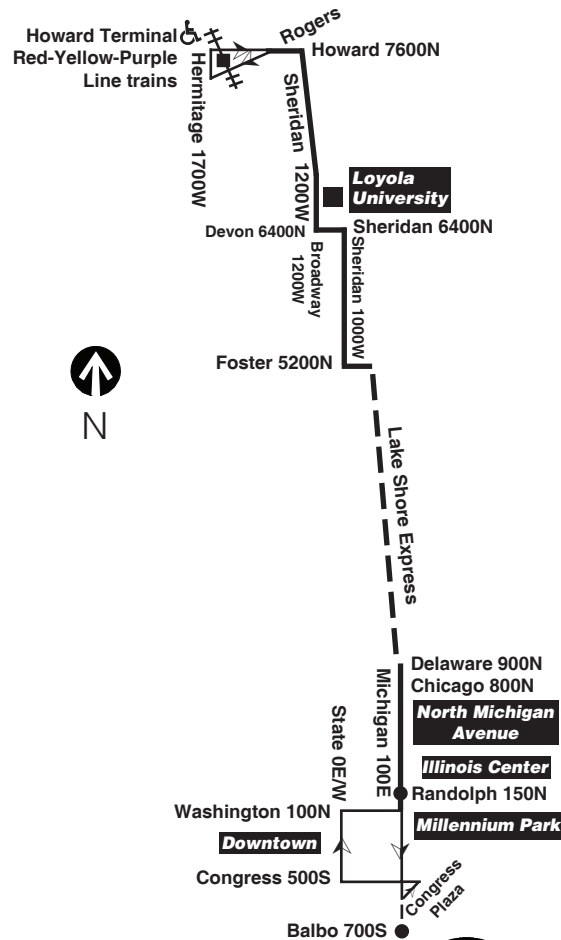 Howard Terminal
Red-Yellow-Purple
Line trains
Rogers
Howard 7600N
Hermitage 1700W
Sheridan 1200W
Loyola
University
Devon 6400N
Sheridan 6400N
Broadway
1200W
Sheridan 1000W
Foster 5200N
N
Lake Shore Express
Delaware 900N
Chicago 800N
Michigan 100E
North Michigan
Avenue
State 0E/W
Illinois Center
Randolph 150N
Washington 100N
Millennium Park
Downtown
Congress 500S
Congress
Plaza
Balbo 700S